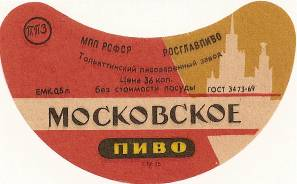 ТПЗ
МПП РСФСР РОСГЛАВПИВО
Тольяттинский пивоваренный завод
Цена 36 коп.
ЕМК.0,5 л. без стоимости посуды ГОСТ 3473-69
МОСКОВСКОЕ
ПИВО